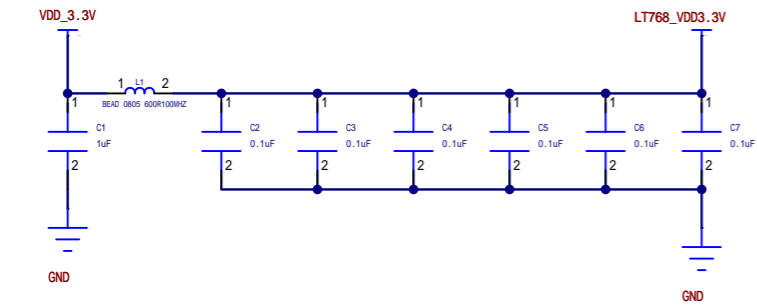 VDD_3.3V LT768_VDD3.3V
1 L1 2
BEAD 0805 600R100MHZ
1 1 1 1 1 1 1
C1 C2 C3 C4 C5 C6 C7
1uF 0.1uF 0.1uF 0.1uF 0.1uF 0.1uF 0.1uF
2 2 2 2 2 2 2
GND
GND